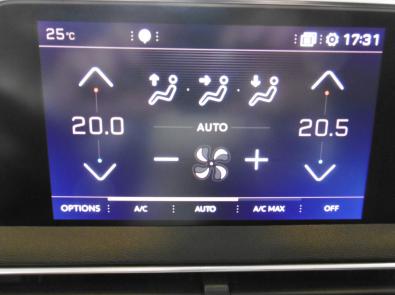 25°C 17:31
20.0 20.5
AUTO
OPTIONS A/C AUTO A/C MAX OFF